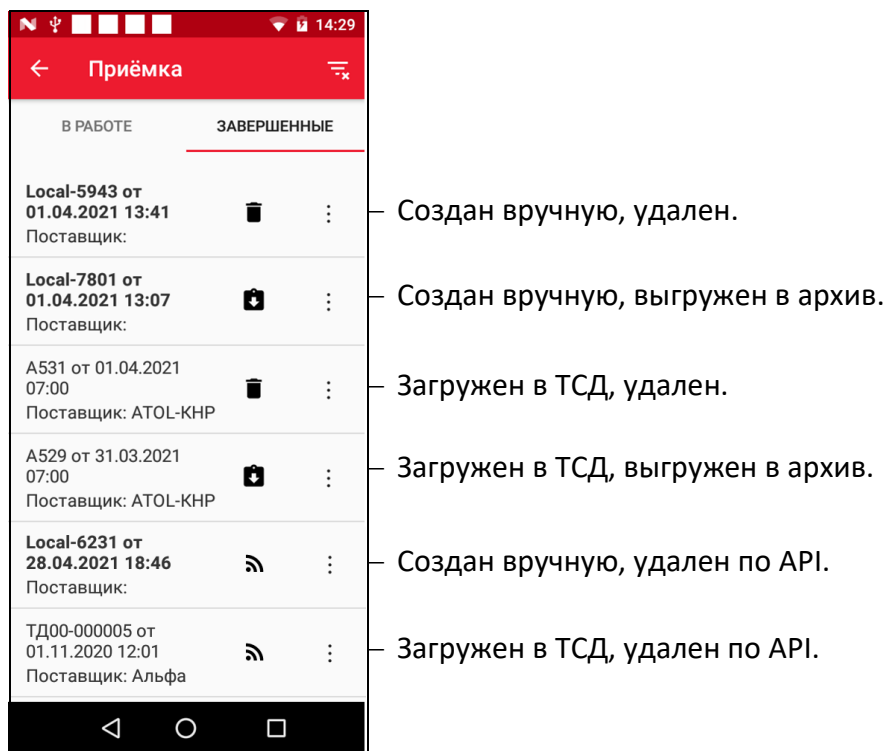 14:29
Приёмка
В РАБОТЕ ЗАВЕРШЕННЫЕ
Local-5943 от
01.04.2021 13:41
Поставщик:
Создан вручную, удален.
Local-7801 от
01.04.2021 13:07
Поставщик:
Создан вручную, выгружен в архив.
А531 от 01.04.2021
07:00
Поставщик: ATOL-КНР
Загружен в ТСД, удален.
А529 от 31.03.2021
07:00
Поставщик: ATOL-КНР
Загружен в ТСД, выгружен в архив.
Local-6231 от
28.04.2021 18:46
Поставщик:
Создан вручную, удален по API.
ТД00-000005 от
01.11.2020 12:01
Поставщик: Альфа
Загружен в ТСД, удален по API.